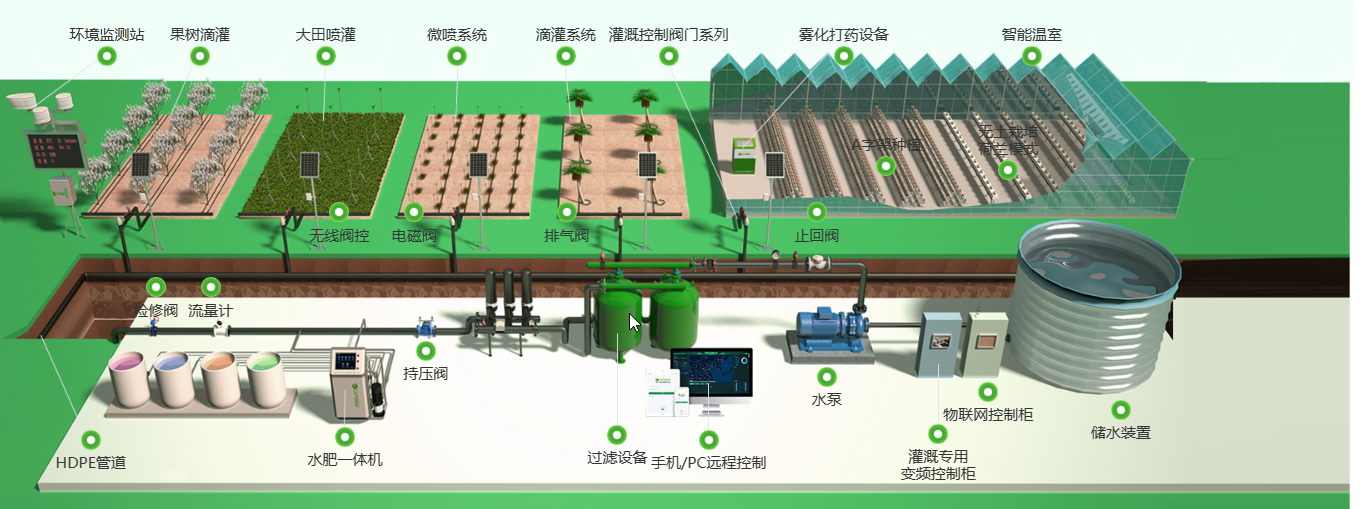 环境监测站
果树滴灌
大田喷灌
微喷系统
滴灌系统
灌溉控制阀门系列
雾化打药设备
智能温室
A字架种植
无土栽培
荷兰模式
无线阀控
电磁阀
排气阀
止回阀
检修阀
流量计
持压阀
水泵
物联网控制柜
储水装置
HDPE管道
水肥一体机
过滤设备
手机/PC远程控制
灌溉专用
变频控制柜